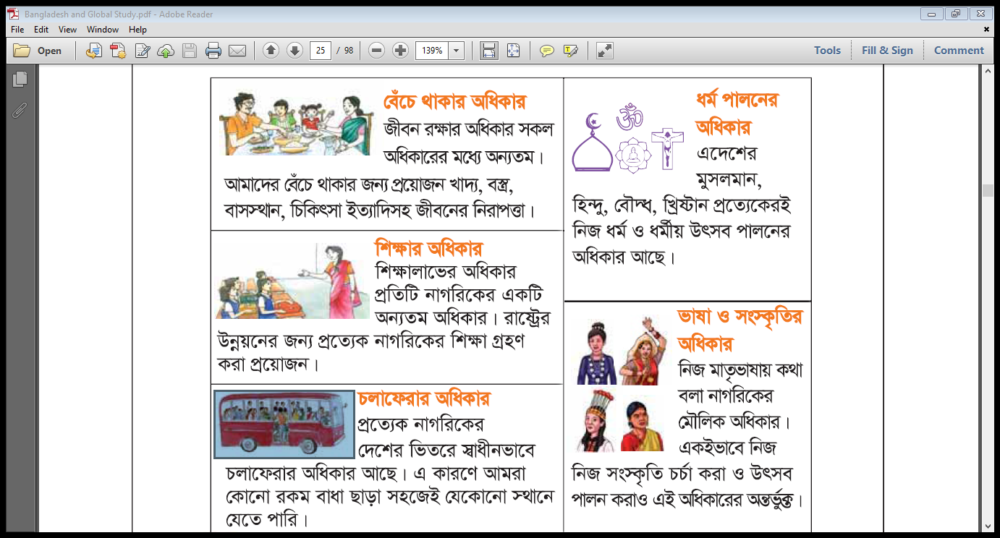 Bangladesh and Global Study.pdf - Adobe Reader
File Edit View Window Help
Open 25 / 98 139% Tools Fill & Sign Comment
বেঁচে থাকার অধিকার
জীবন রক্ষার অধিকার সকল
অধিকারের মধ্যে অন্যতম।
আমাদের বেঁচে থাকার জন্য প্রয়োজন খাদ্য, বস্ত্র,
বাসস্থান, চিকিৎসা ইত্যাদিসহ জীবনের নিরাপত্তা।
শিক্ষার অধিকার
শিক্ষালাভের অধিকার
প্রতিটি নাগরিকের একটি
অন্যতম অধিকার। রাষ্ট্রের
উন্নয়নের জন্য প্রত্যেক নাগরিকের শিক্ষা গ্রহণ
করা প্রয়োজন।
চলাফেরার অধিকার
প্রত্যেক নাগরিকের
দেশের ভিতরে স্বাধীনভাবে
চলাফেরার অধিকার আছে। এ কারণে আমরা
কোনো রকম বাধা ছাড়া সহজেই যেকোনো স্থানে
যেতে পারি।
ধর্ম পালনের
অধিকার
এদেশের
মুসলমান,
হিন্দু, বৌদ্ধ, খ্রিষ্টান প্রত্যেকেরই
নিজ ধর্ম ও ধর্মীয় উৎসব পালনের
অধিকার আছে।
ॐ
ভাষা ও সংস্কৃতির
অধিকার
নিজ মাতৃভাষায় কথা
বলা নাগরিকের
মৌলিক অধিকার।
একইভাবে নিজ
নিজ সংস্কৃতি চর্চা করা ও উৎসব
পালন করাও এই অধিকারের অন্তর্ভুক্ত।